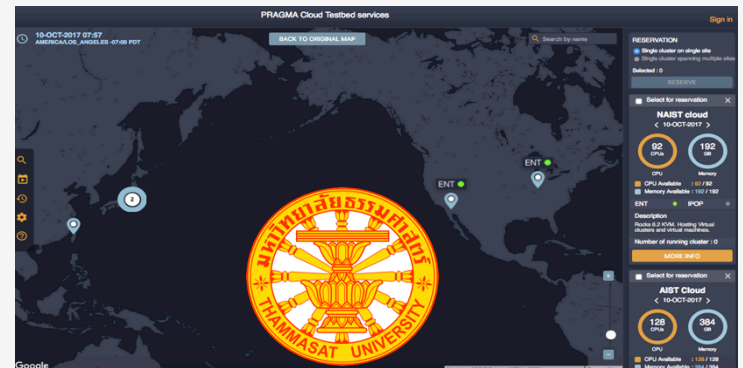 PRAGMA Cloud Testbed services
Sign in
10-OCT-2017 07:57
AMERICA/LOS_ANGELES -07:00 PDT
BACK TO ORIGINAL MAP
Search by name
RESERVATION
Single cluster on single site
Single cluster spanning multiple sites
Selected : 0
RESERVE
Select for reservation
NAIST cloud
< 10-OCT-2017 >
92
CPUs
192
GB
CPU
Memory
CPU Available : 92 / 92
Memory Available : 192 / 192
ENT
IPOP
Description
Rocks 6.2 KVM. Hosting Virtual
clusters and virtual machines.
Number of running cluster : 0
MORE INFO
Select for reservation
AIST Cloud
< 10-OCT-2017 >
128
CPUs
384
GB
CPU
Memory
CPU Available : 128 / 128
Memory Available : 384 / 384
ENT
ENT
2
มหาวิทยาลัยธรรมศาสตร์
THAMMASAT UNIVERSITY
Google